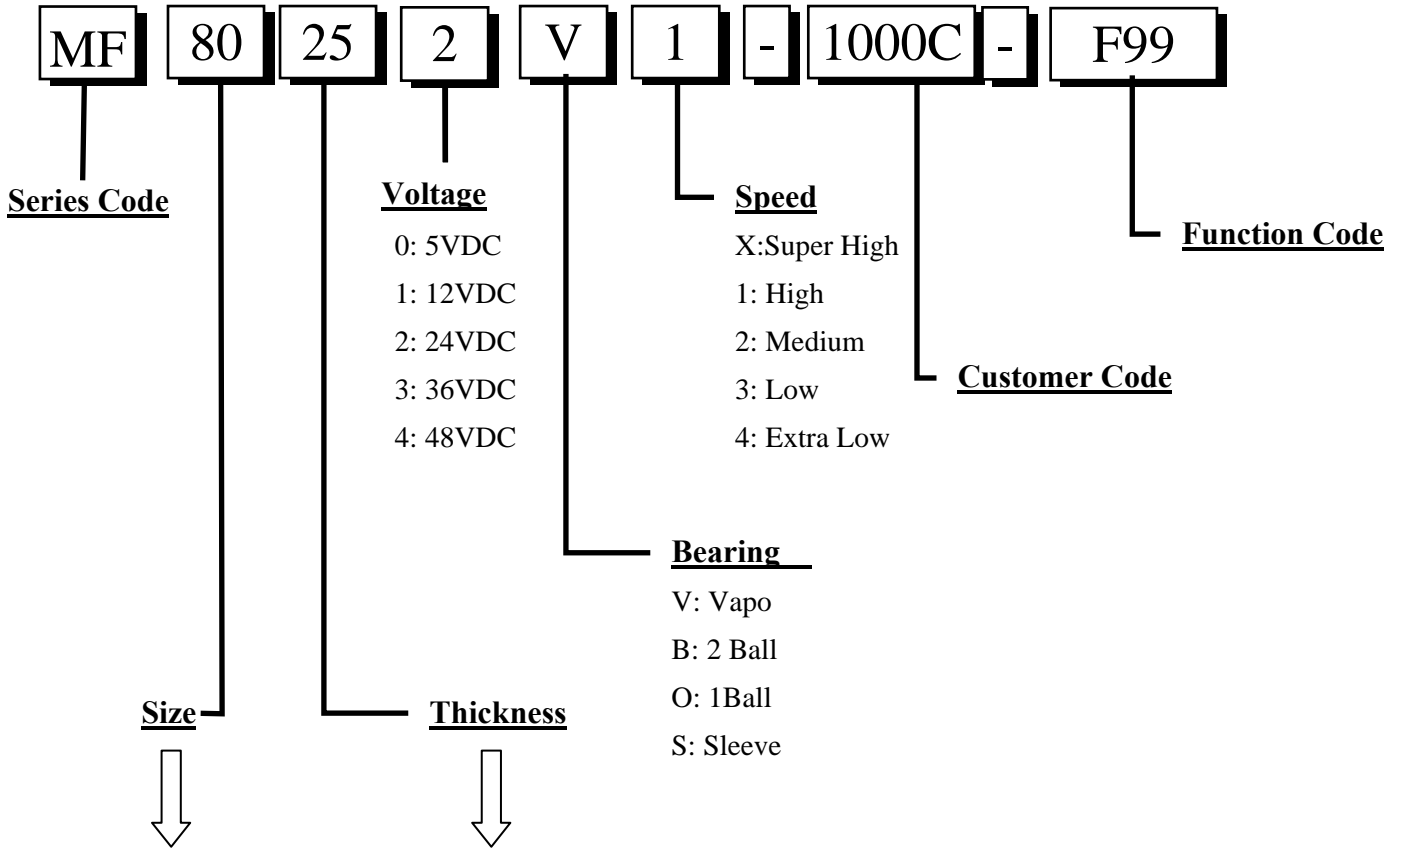 MF 80 25 2 V 1 - 1000C - F99
Series Code
Voltage
0: 5VDC
1: 12VDC
2: 24VDC
3: 36VDC
4: 48VDC
Speed
X:Super High
1: High
2: Medium
3: Low
4: Extra Low
Function Code
Customer Code
Bearing
V: Vapo
B: 2 Ball
O: 1Ball
S: Sleeve
Size
Thickness